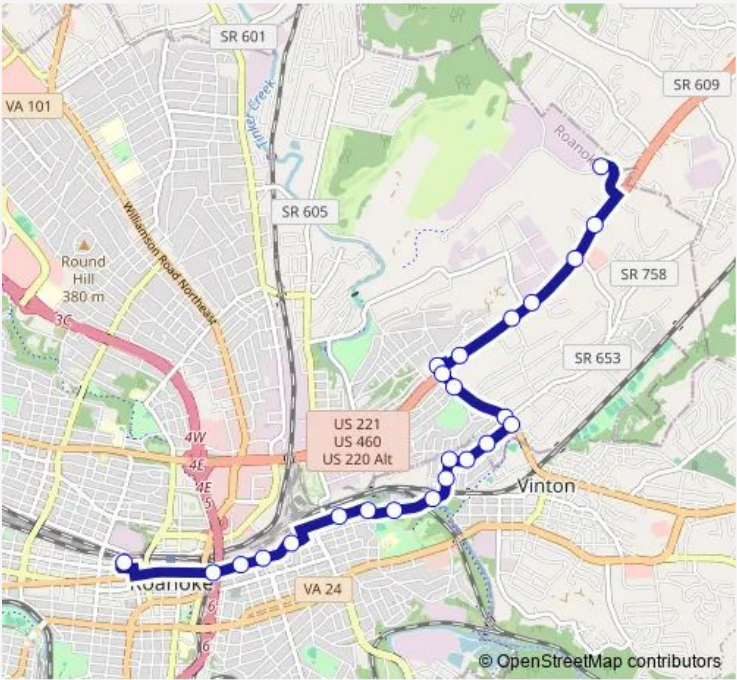 SR 601
SR 609
VA 101
Tinker Creek
Roano
SR 605
Williamson Road Northeast
Round
Hill
380 m
SR 758
3C
SR 653
US 221
US 460
US 220 Alt
4W
4E
4E
5
Vinton
Roanoke
VA 24
6
6
© OpenStreetMap contributors